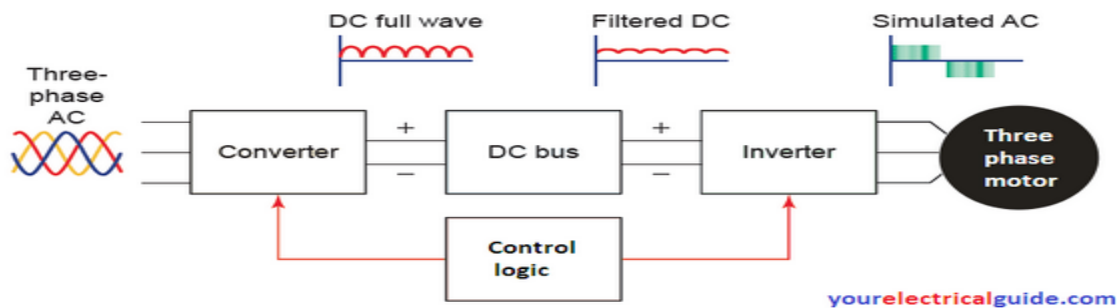 DC full wave
Filtered DC
Simulated AC
Three-
phase
AC
Converter
+
−
DC bus
+
−
Inverter
Three
phase
motor
Control
logic
yourelectricalguide.com